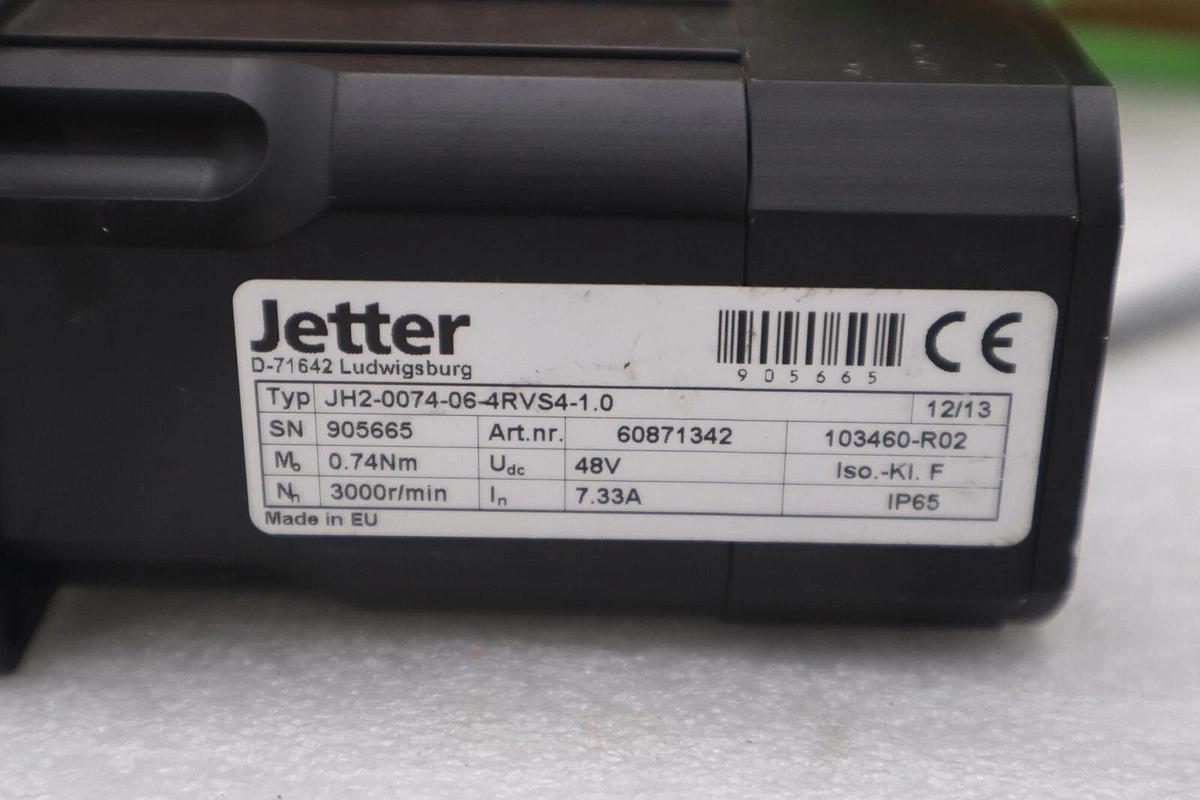 Jetter
D-71642 Ludwigsburg
905665
CE
Typ JH2-0074-06-4RVS4-1.0 12/13
SN 905665 Art.nr. 60871342 103460-R02
M₀ 0.74Nm Udc 48V Iso.-Kl. F
Nn 3000r/min In 7.33A IP65
Made in EU